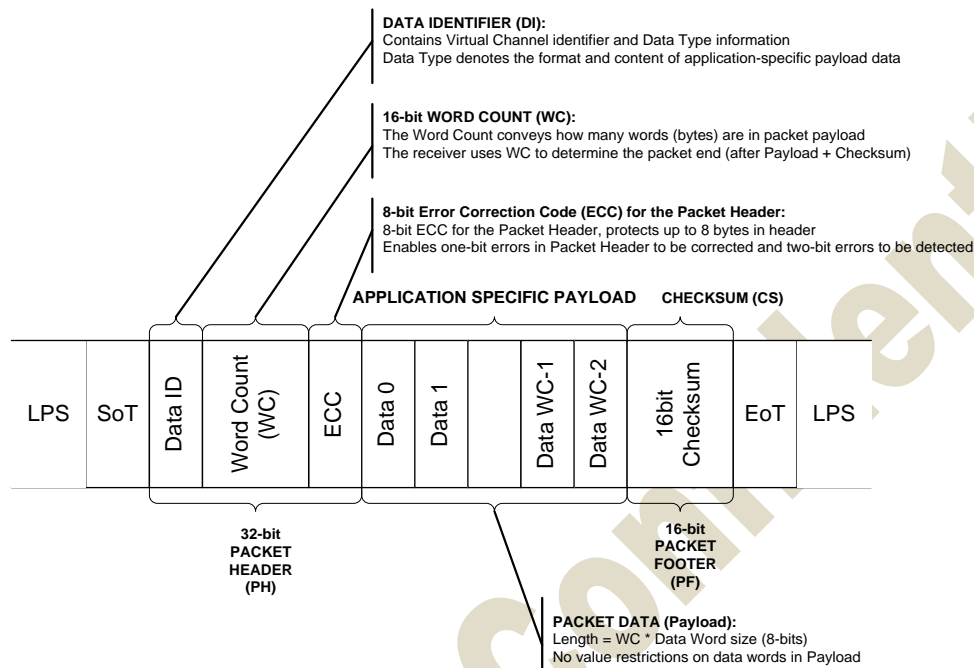 DATA IDENTIFIER (DI):
Contains Virtual Channel identifier and Data Type information
Data Type denotes the format and content of application-specific payload data
16-bit WORD COUNT (WC):
The Word Count conveys how many words (bytes) are in packet payload
The receiver uses WC to determine the packet end (after Payload + Checksum)
8-bit Error Correction Code (ECC) for the Packet Header:
8-bit ECC for the Packet Header, protects up to 8 bytes in header
Enables one-bit errors in Packet Header to be corrected and two-bit errors to be detected
APPLICATION SPECIFIC PAYLOAD
CHECKSUM (CS)
LPS
SoT
Data ID
Word Count
(WC)
ECC
Data 0
Data 1
Data WC-1
Data WC-2
16bit
Checksum
EoT
LPS
32-bit
PACKET
HEADER
(PH)
16-bit
PACKET
FOOTER
(PF)
PACKET DATA (Payload):
Length = WC * Data Word size (8-bits)
No value restrictions on data words in Payload